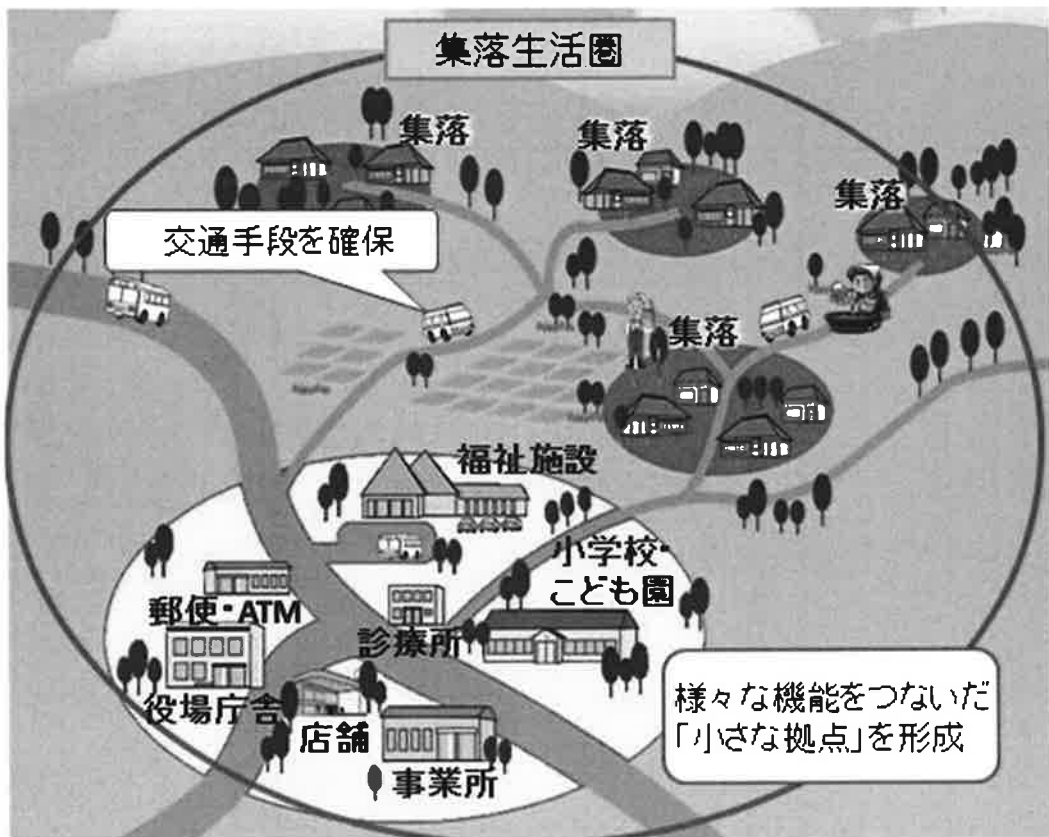 集落生活圏
集落
集落
集落
交通手段を確保
集落
福祉施設
小学校・
こども園
郵便・ATM
診療所
役場庁舎
店舗
事業所
様々な機能をつないだ
「小さな拠点」を形成